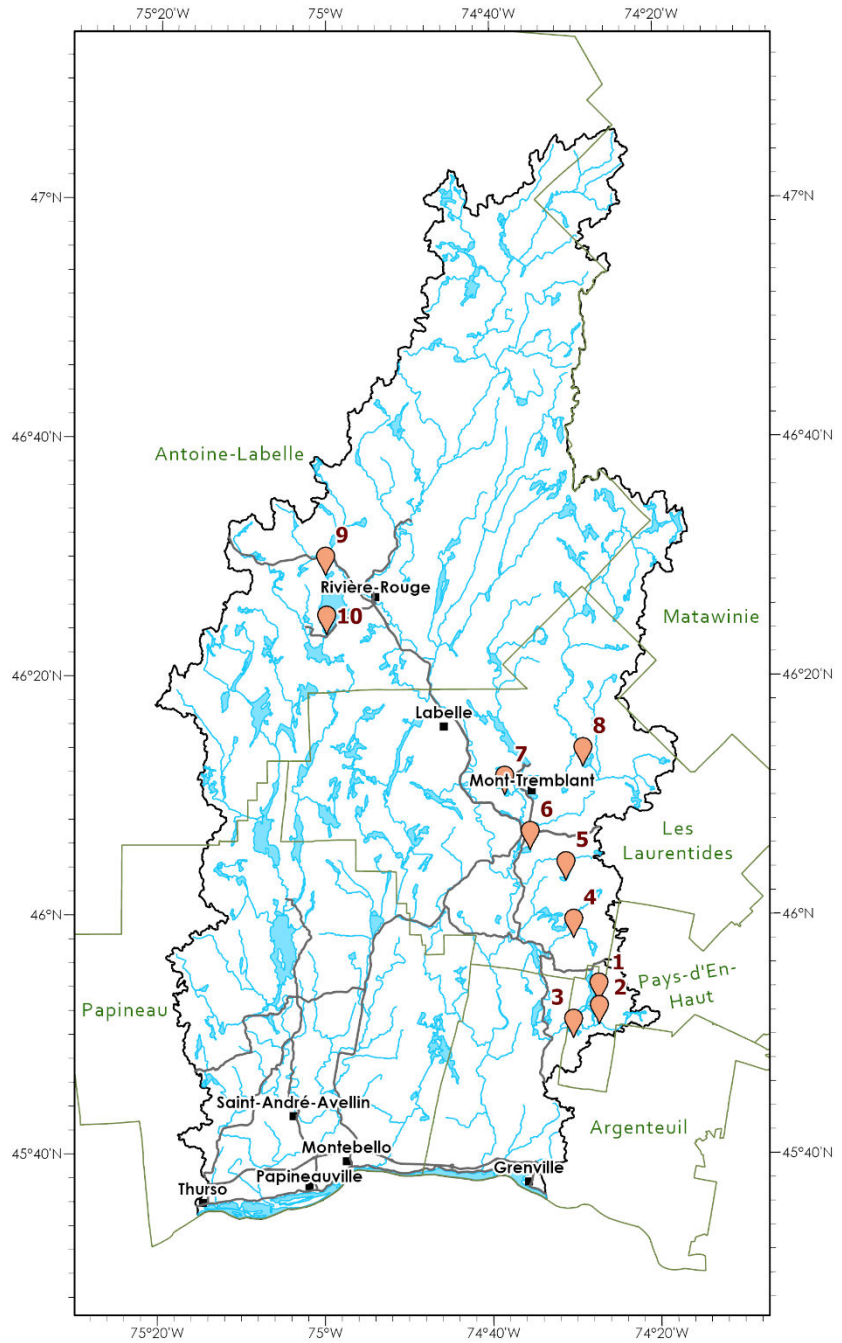 75°20'W 75°W 74°40'W 74°20'W
47°N 47°N
46°40'N 46°40'N
Antoine-Labelle
9
Rivière-Rouge
10
Matawinie
46°20'N 46°20'N
Labelle
8
7
Mont-Tremblant
6
Les
Laurentides
5
4
46°N 46°N
1
Pays-d'En-
Haut
2
3
Papineau
Saint-André-Avellin
Argenteuil
45°40'N 45°40'N
Montebello
Grenville
Papineauville
Thurso
75°20'W 75°W 74°40'W 74°20'W